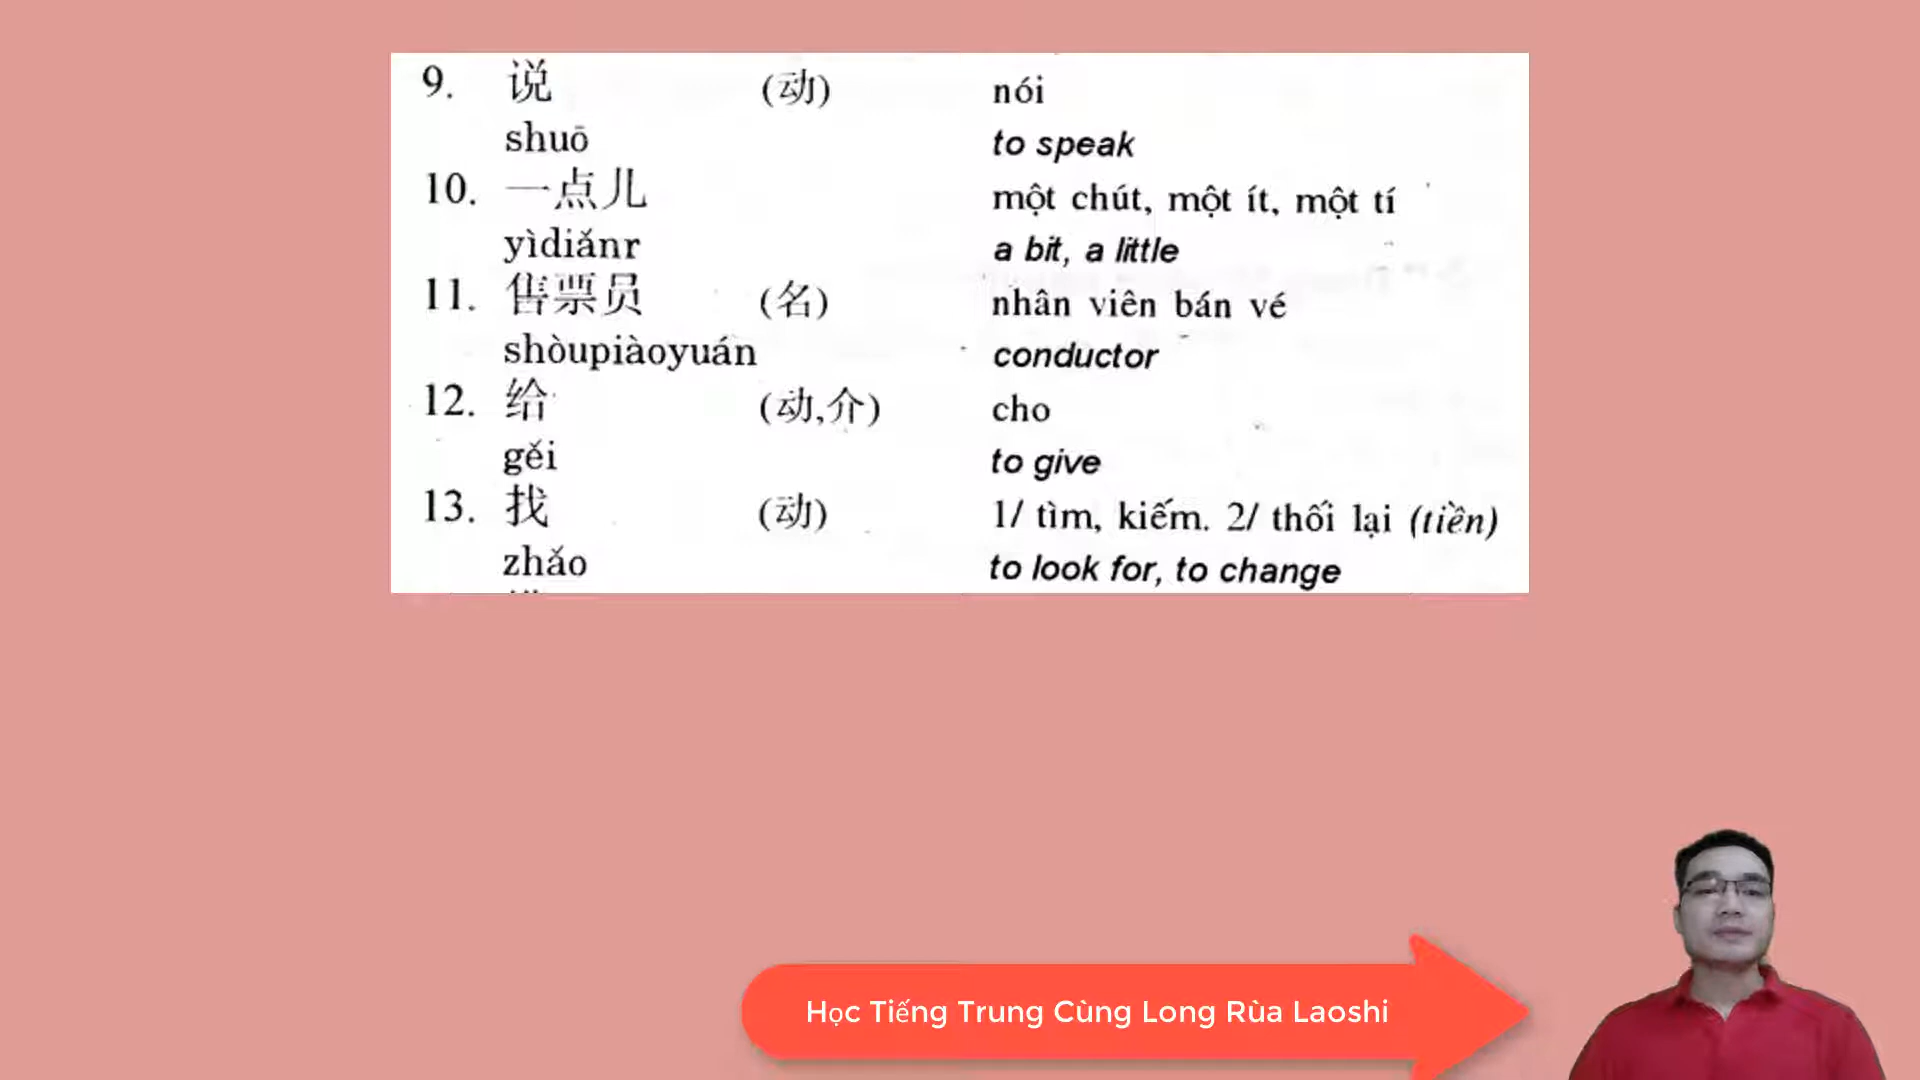 9. 说 (动) nói
shuō to speak
10. 一点儿 một chút, một ít, một tí
yìdiǎnr a bit, a little
11. 售票员 (名) nhân viên bán vé
shòupiàoyuán conductor
12. 给 (动,介) cho
gěi to give
13. 找 (动) 1/ tìm, kiếm. 2/ thối lại (tiền)
zhǎo to look for, to change
Học Tiếng Trung Cùng Long Rùa Laoshi